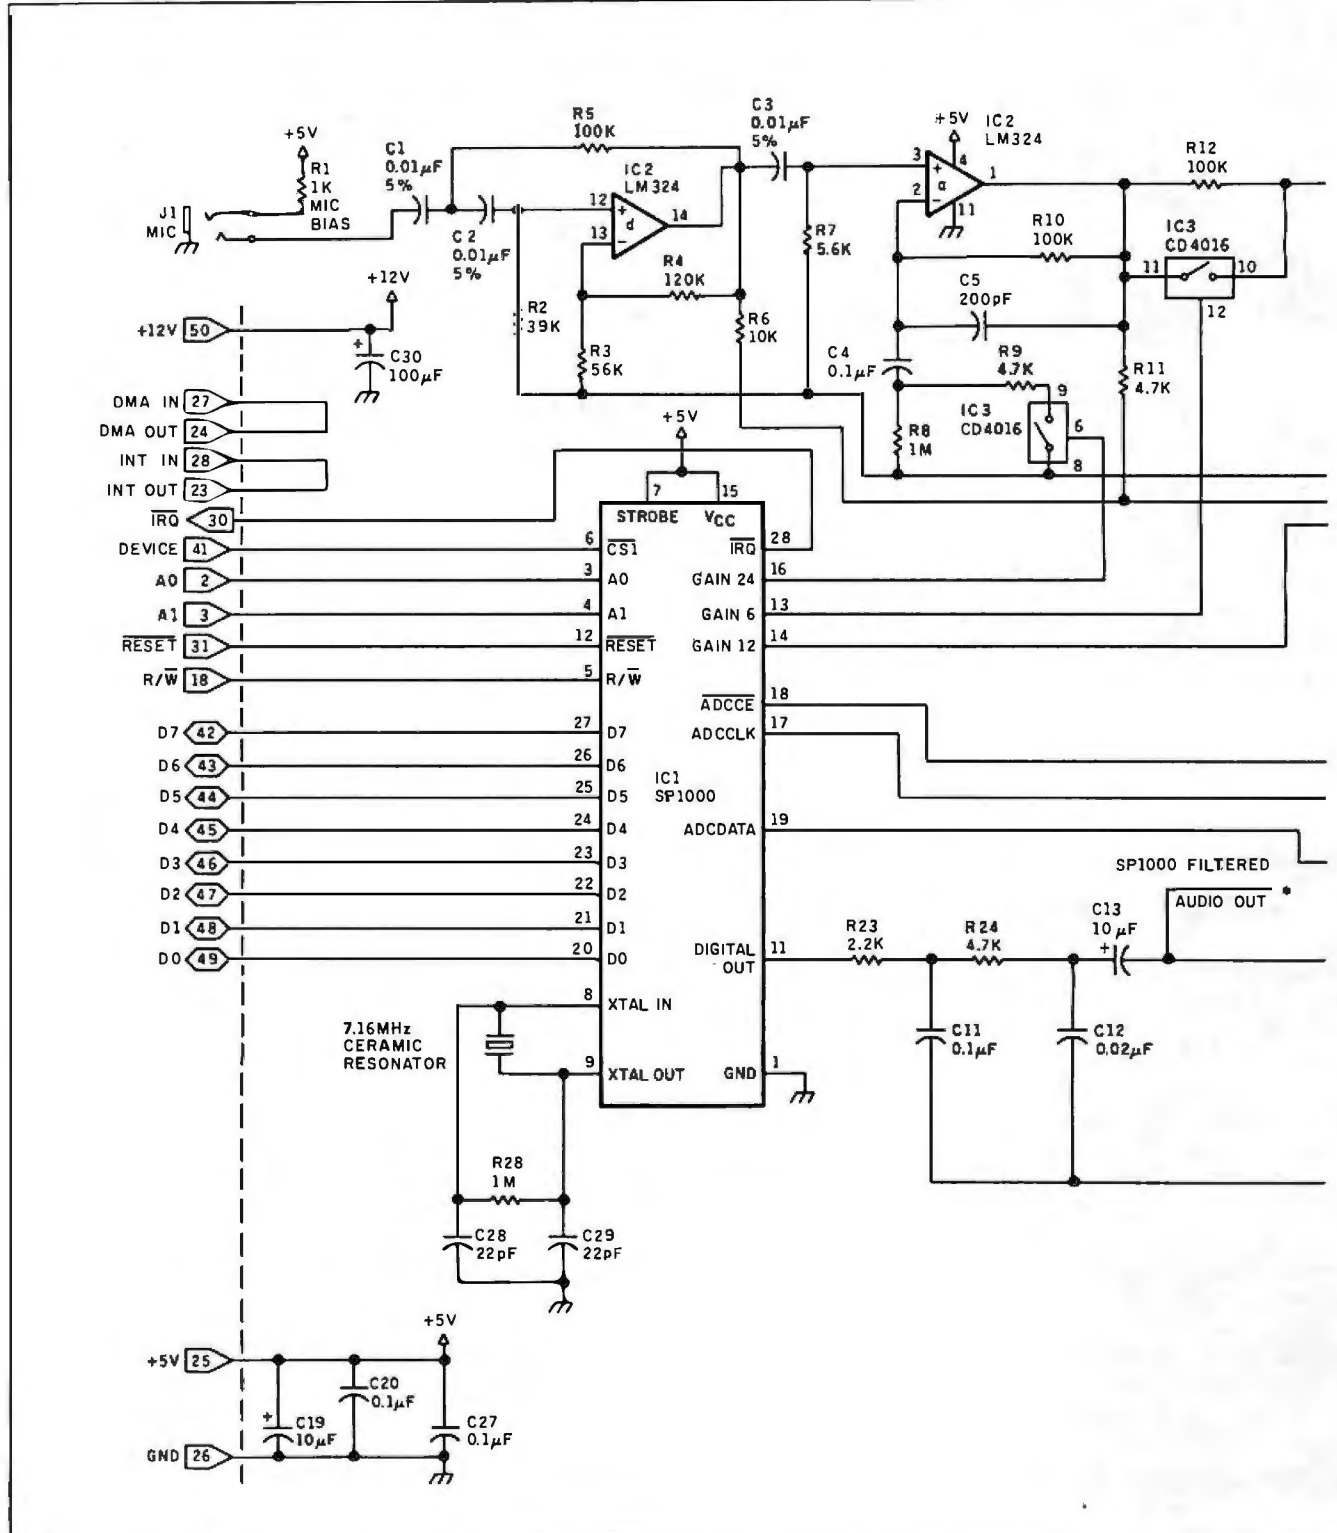 +5V
R1
1K
MIC
BIAS
J1
MIC
C1
0.01µF
5%
C2
0.01µF
5%
R5
100K
IC2
LM324
12
+
13
−
d
14
R4
120K
R2
39K
R3
56K
R6
10K
C3
0.01µF
5%
R7
5.6K
+5V
IC2
LM324
3
+
2
−
a
4
11
1
R10
100K
C5
200pF
C4
0.1µF
R9
4.7K
R8
1M
IC3
CD4016
9
6
8
R11
4.7K
R12
100K
IC3
CD4016
11
10
12
+12V
+12V 50
+
C30
100µF
DMA IN 27
DMA OUT 24
INT IN 28
INT OUT 23
IRQ 30
DEVICE 41
A0 2
A1 3
RESET 31
R/W 18
D7 42
D6 43
D5 44
D4 45
D3 46
D2 47
D1 48
D0 49
+5V
7
15
STROBE VCC
6 CS1
3 A0
4 A1
12 RESET
5 R/W
27 D7
26 D6
25 D5
24 D4
23 D3
22 D2
21 D1
20 D0
8 XTAL IN
9 XTAL OUT
IC1
SP1000
IRQ 28
GAIN 24 16
GAIN 6 13
GAIN 12 14
ADCCE 18
ADCCLK 17
ADCDATA 19
DIGITAL OUT 11
GND 1
SP1000 FILTERED
AUDIO OUT *
R23
2.2K
R24
4.7K
C13
10µF
+
C11
0.1µF
C12
0.02µF
7.16MHz
CERAMIC
RESONATOR
R28
1M
C28
22pF
C29
22pF
+5V
+5V 25
+
C19
10µF
C20
0.1µF
C27
0.1µF
GND 26